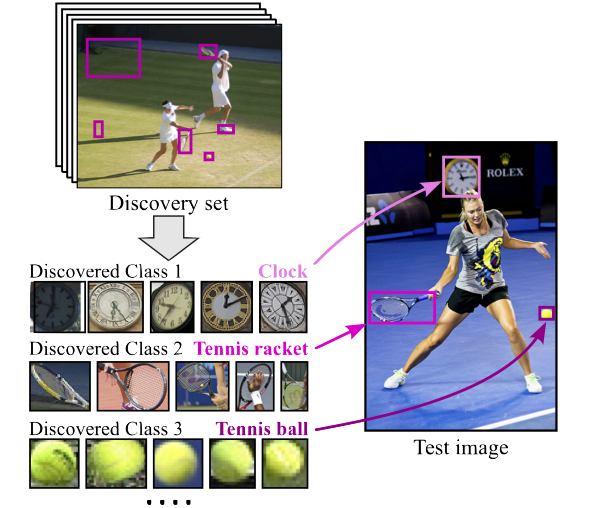 Discovery set
Discovered Class 1 Clock
Discovered Class 2 Tennis racket
Discovered Class 3 Tennis ball
. . . .
ROLEX
Test image